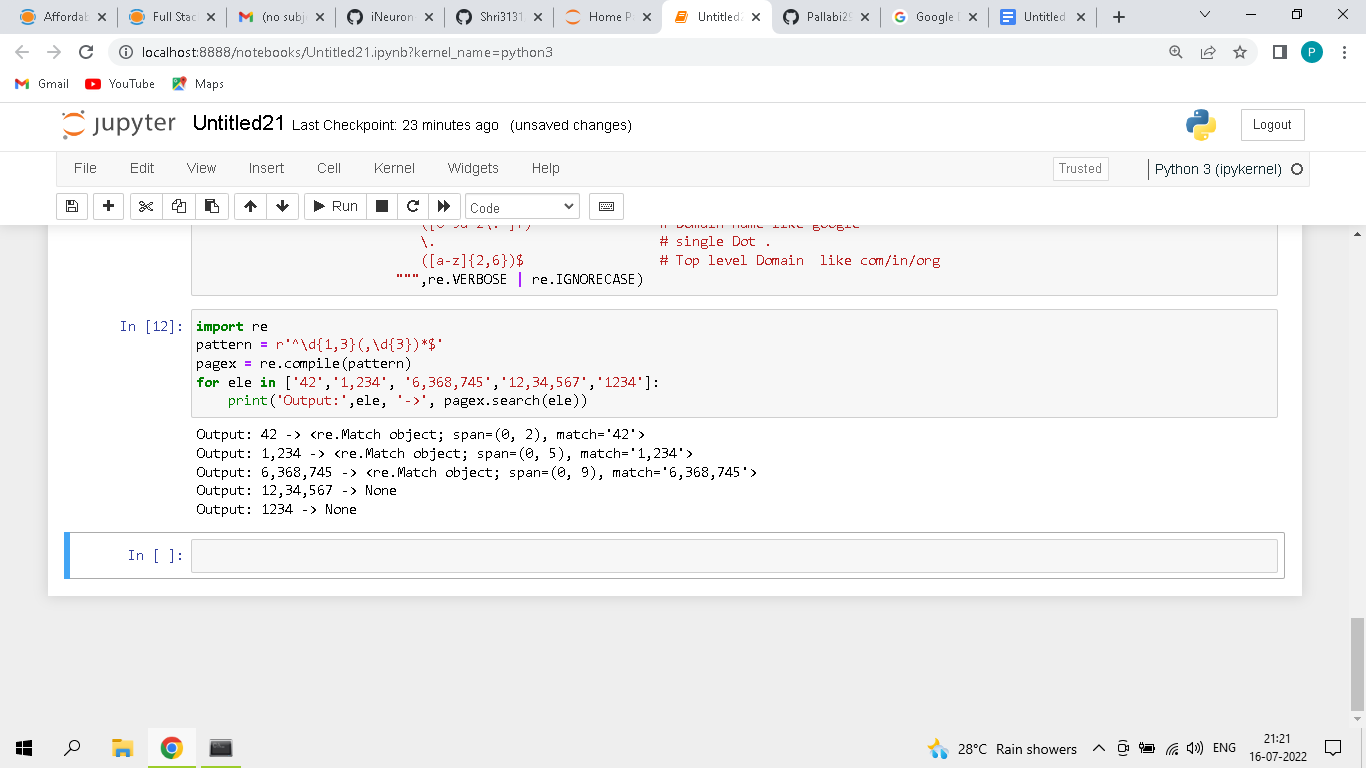 Affordab
Full Stac
(no subj
iNeuron
shri3131
Home P
Untitled2
Pallabi29
Google
Untitled
localhost:8888/notebooks/Untitled21.ipynb?kernel_name=python3
P
Gmail YouTube Maps
jupyter Untitled21 Last Checkpoint: 23 minutes ago (unsaved changes)
Logout
File Edit View Insert Cell Kernel Widgets Help
Trusted
Python 3 (ipykernel)
Run Code
# Domain name like google
\. # single Dot .
([a-z]{2,6})$ # Top level Domain  like com/in/org
""",re.VERBOSE | re.IGNORECASE)
In [12]:
import re
pattern = r'^\d{1,3}(,\d{3})*$'
pagex = re.compile(pattern)
for ele in ['42','1,234', '6,368,745','12,34,567','1234']:
    print('Output:',ele, '->', pagex.search(ele))
Output: 42 -> <re.Match object; span=(0, 2), match='42'>
Output: 1,234 -> <re.Match object; span=(0, 5), match='1,234'>
Output: 6,368,745 -> <re.Match object; span=(0, 9), match='6,368,745'>
Output: 12,34,567 -> None
Output: 1234 -> None
In [ ]:
28°C Rain showers
ENG
21:21
16-07-2022